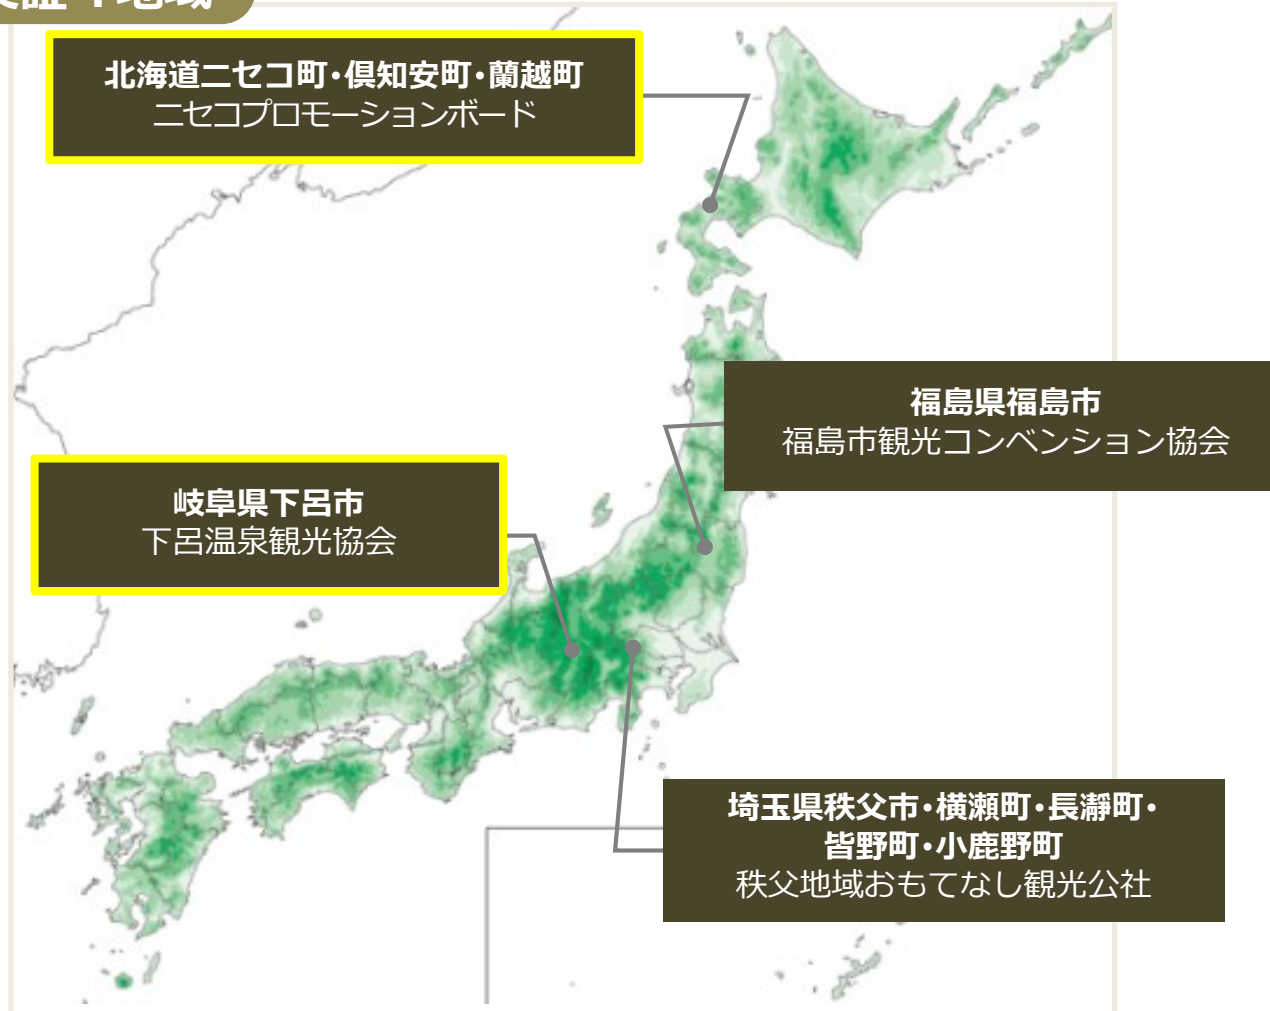 証 4地域
北海道ニセコ町・倶知安町・蘭越町
ニセコプロモーションボード
福島県福島市
福島市観光コンベンション協会
岐阜県下呂市
下呂温泉観光協会
埼玉県秩父市・横瀬町・長瀞町・
皆野町・小鹿野町
秩父地域おもてなし観光公社